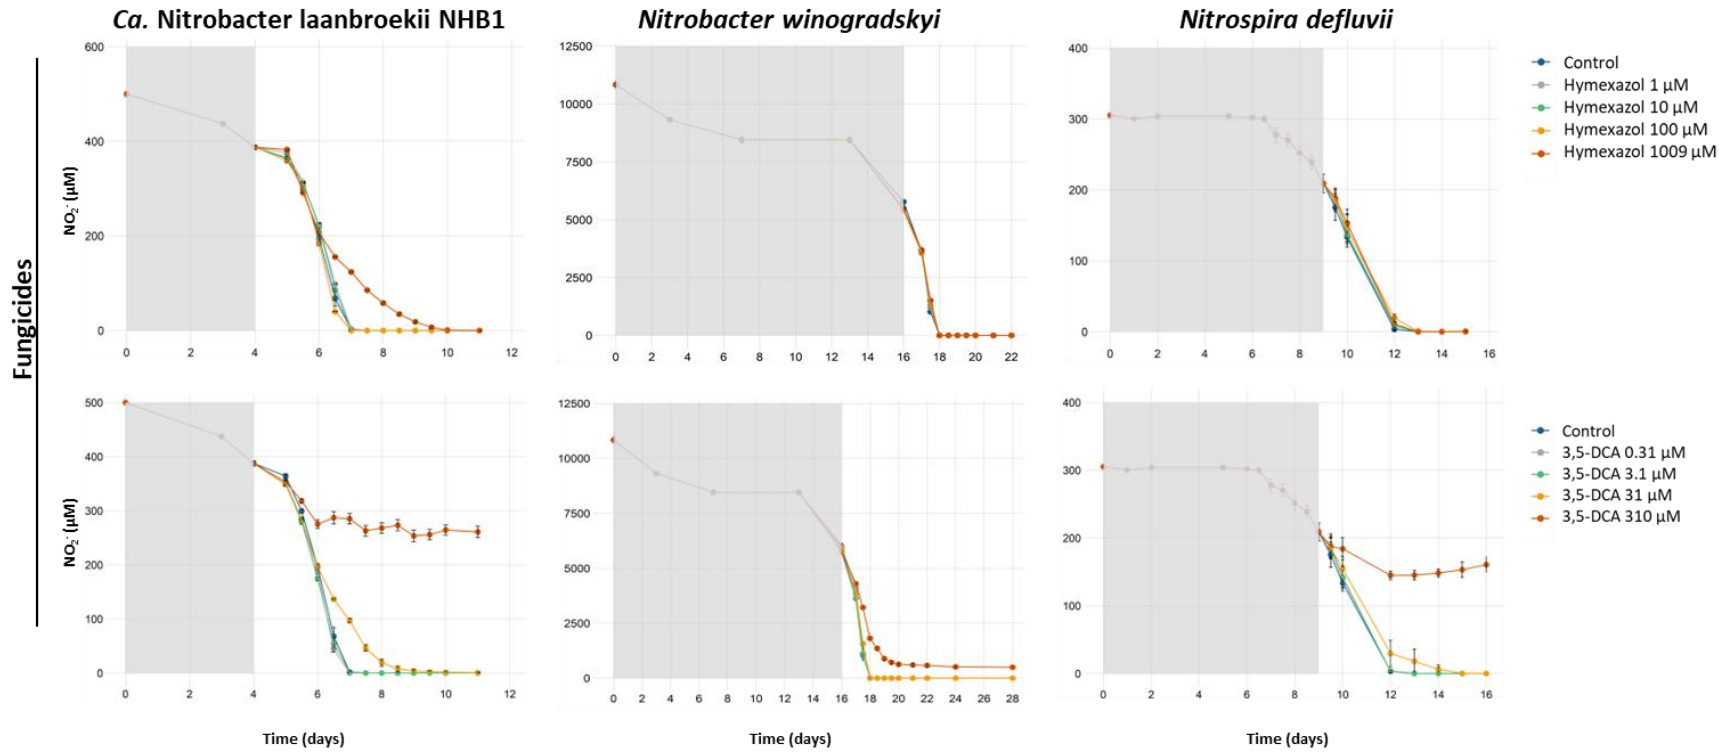 Ca. Nitrobacter laanbroekii NHB1
Nitrobacter winogradskyi
Nitrospira defluvii
Fungicides
NO₂⁻ (µM)
600
400
200
0
0 2 4 6 8 10 12
12500
10000
7500
5000
2500
0
0 2 4 6 8 10 12 14 16 18 20 22
400
300
200
100
0
0 2 4 6 8 10 12 14 16
Control
Hymexazol 1 µM
Hymexazol 10 µM
Hymexazol 100 µM
Hymexazol 1009 µM
NO₂⁻ (µM)
500
400
300
200
100
0
0 2 4 6 8 10 12
12500
10000
7500
5000
2500
0
0 2 4 6 8 10 12 14 16 18 20 22 24 26 28
400
300
200
100
0
0 2 4 6 8 10 12 14 16
Control
3,5-DCA 0.31 µM
3,5-DCA 3.1 µM
3,5-DCA 31 µM
3,5-DCA 310 µM
Time (days)
Time (days)
Time (days)